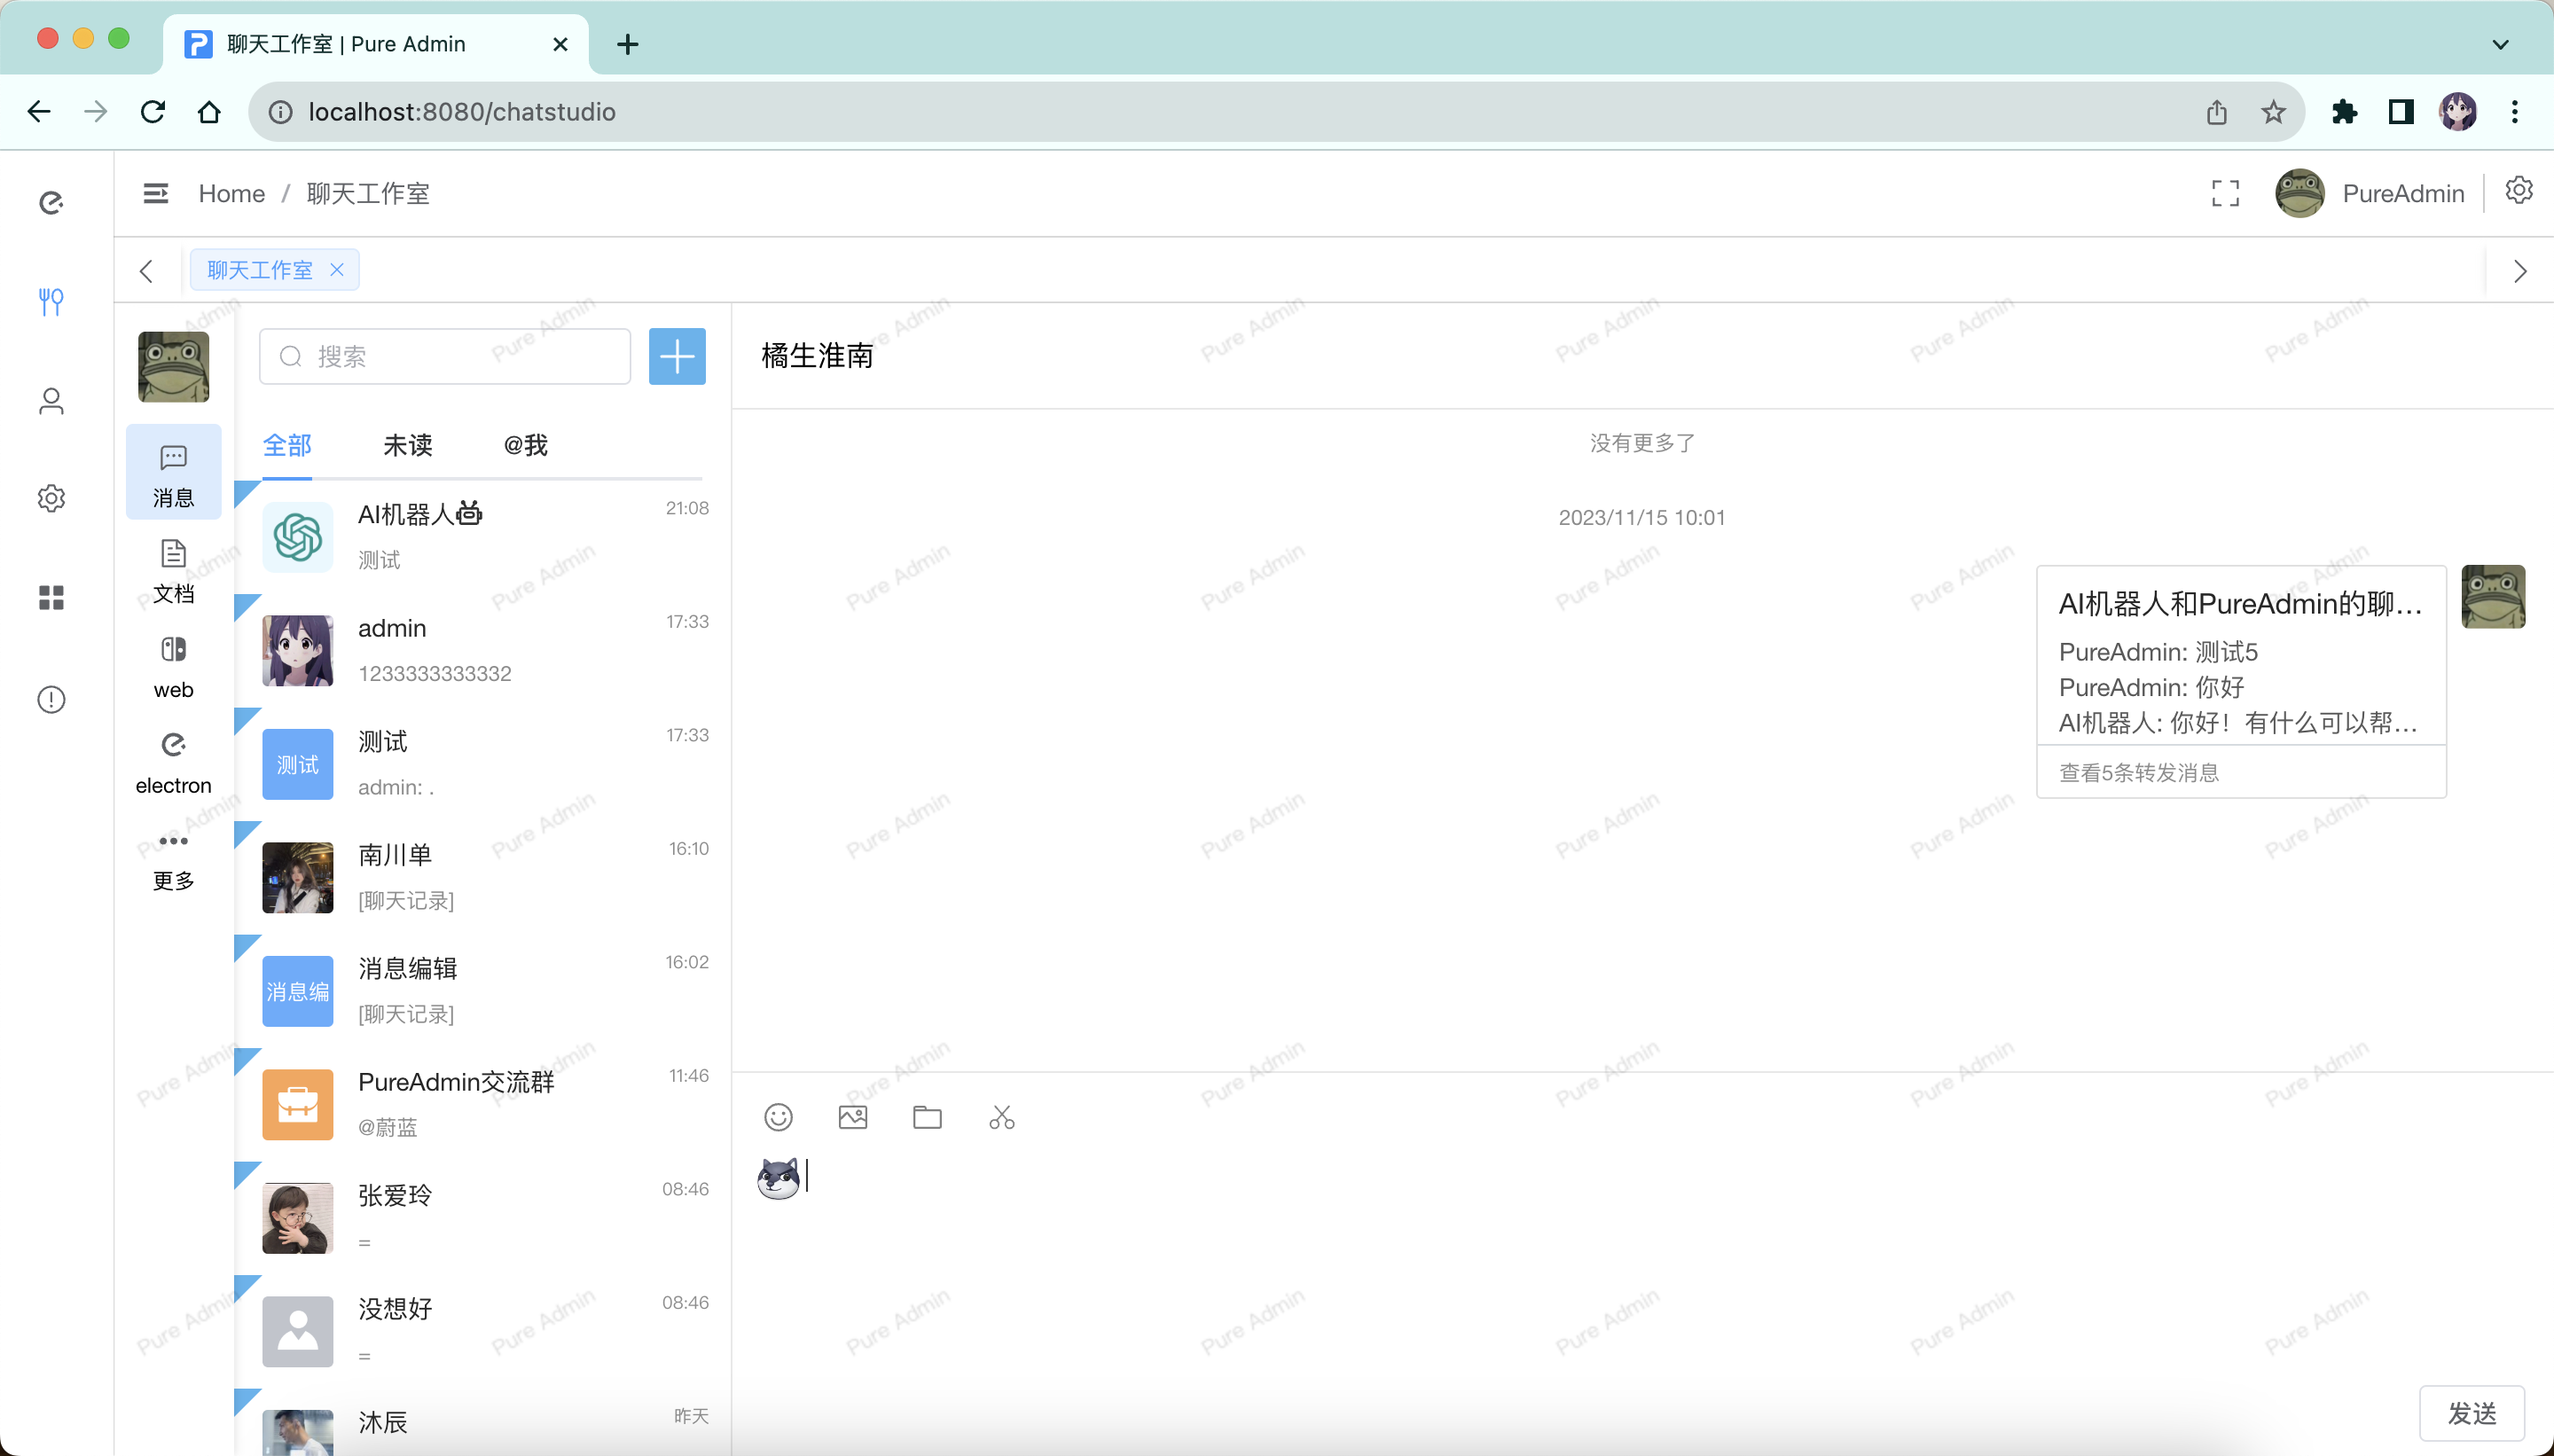 聊天工作室 | Pure Admin
localhost:8080/chatstudio
Home / 聊天工作室
PureAdmin
聊天工作室
消息
文档
web
electron
更多
搜索
全部 未读 @我
AI机器人
21:08
测试
admin
17:33
1233333333332
测试
测试
17:33
admin: .
南川单
16:10
[聊天记录]
消息编
消息编辑
16:02
[聊天记录]
PureAdmin交流群
11:46
@蔚蓝
张爱玲
08:46
=
没想好
08:46
=
沐辰
昨天
橘生淮南
没有更多了
2023/11/15 10:01
AI机器人和PureAdmin的聊...
PureAdmin: 测试5
PureAdmin: 你好
AI机器人: 你好！有什么可以帮...
查看5条转发消息
发送
Pure Admin